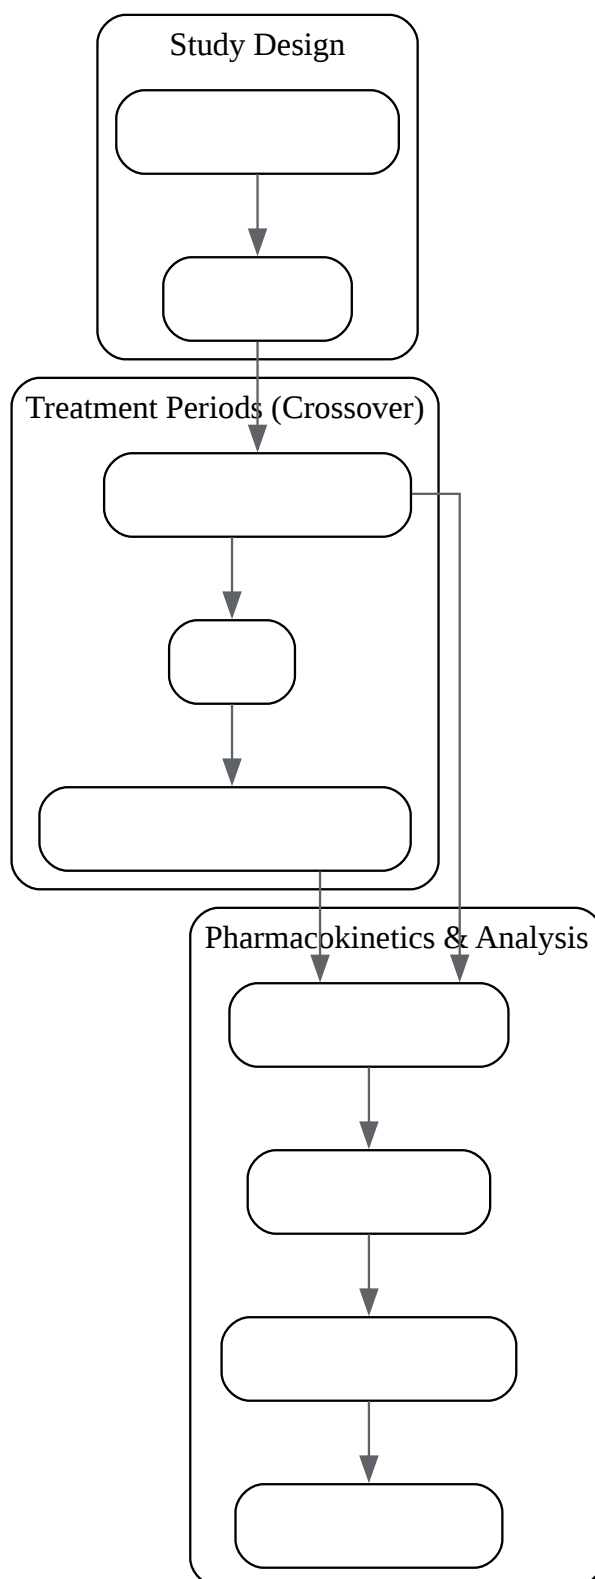 Study Design
Treatment Periods (Crossover)
Pharmacokinetics & Analysis